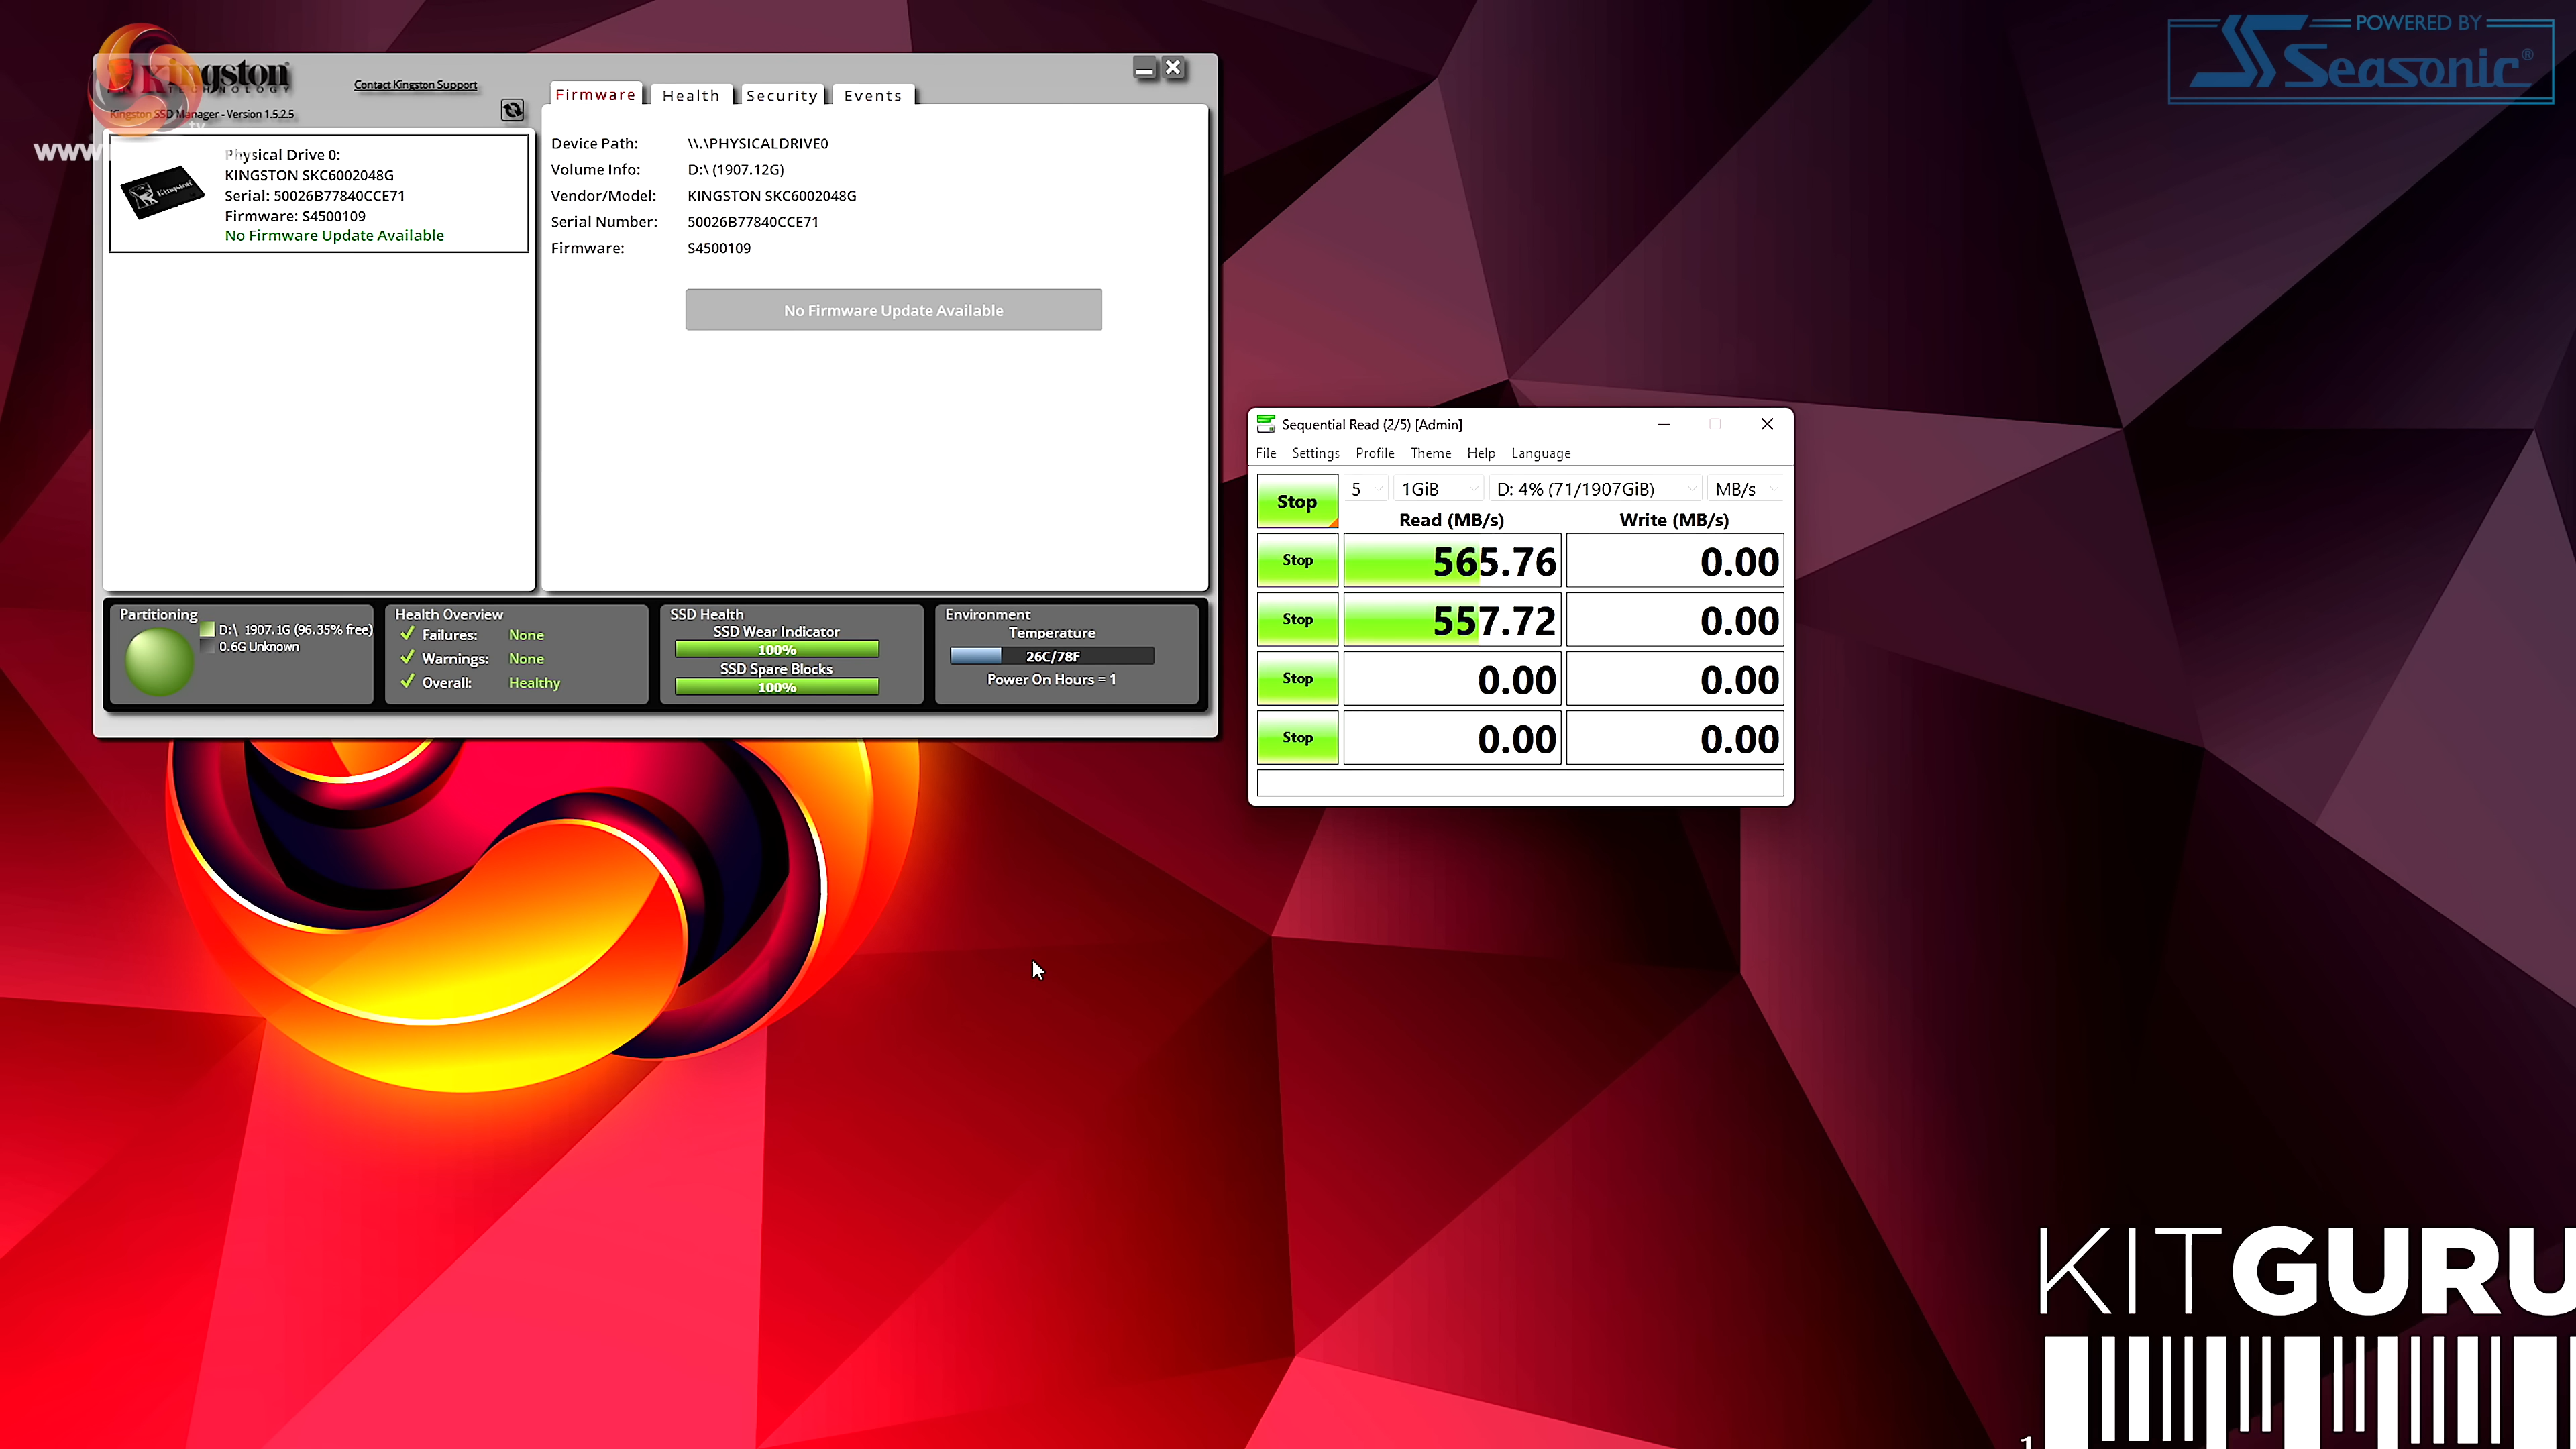 POWERED BY
Seasonic®
Kingston
TECHNOLOGY
Contact Kingston Support
Kingston SSD Manager - Version 1.5.2.5
www
Physical Drive 0:
KINGSTON SKC6002048G
Serial: 50026B77840CCE71
Firmware: S4500109
No Firmware Update Available
Firmware Health Security Events
Device Path: \\.\PHYSICALDRIVE0
Volume Info: D:\ (1907.12G)
Vendor/Model: KINGSTON SKC6002048G
Serial Number: 50026B77840CCE71
Firmware: S4500109
No Firmware Update Available
Partitioning
D:\ 1907.1G (96.35% free)
0.6G Unknown
Health Overview
Failures: None
Warnings: None
Overall: Healthy
SSD Health
SSD Wear Indicator
100%
SSD Spare Blocks
100%
Environment
Temperature
26C/78F
Power On Hours = 1
Sequential Read (2/5) [Admin]
File Settings Profile Theme Help Language
Stop 5 1GiB D: 4% (71/1907GiB) MB/s
Read (MB/s) Write (MB/s)
Stop 565.76 0.00
Stop 557.72 0.00
Stop 0.00 0.00
Stop 0.00 0.00
KITGURU
1